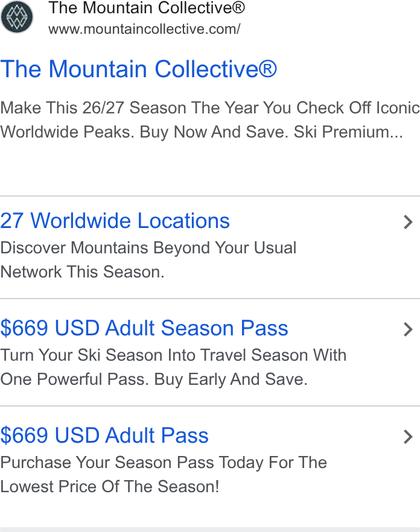 The Mountain Collective®
www.mountaincollective.com/
The Mountain Collective®
Make This 26/27 Season The Year You Check Off Iconic
Worldwide Peaks. Buy Now And Save. Ski Premium...
27 Worldwide Locations
Discover Mountains Beyond Your Usual
Network This Season.
$669 USD Adult Season Pass
Turn Your Ski Season Into Travel Season With
One Powerful Pass. Buy Early And Save.
$669 USD Adult Pass
Purchase Your Season Pass Today For The
Lowest Price Of The Season!